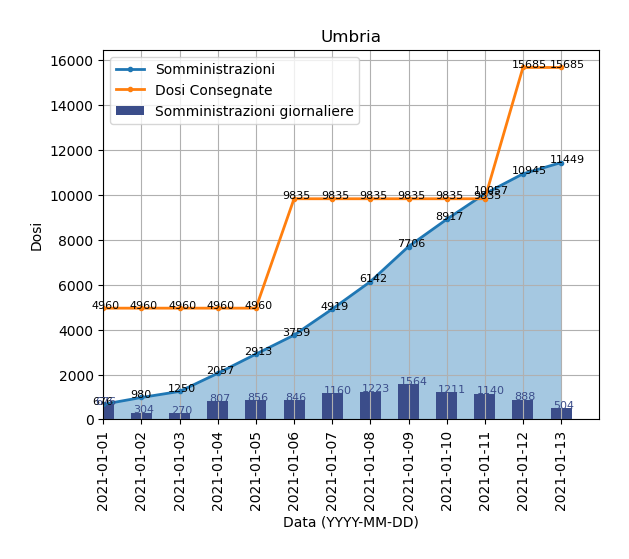 Umbria
16000
14000
12000
10000
8000
6000
4000
2000
0
Dosi
Somministrazioni
Dosi Consegnate
Somministrazioni giornaliere
4960 4960 4960 4960 4960 9835 9835 9835 9835 9835 9835 15685 15685
676 980 1250 2057 2913 3759 4919 6142 7706 8917 10057 10945 11449
304 270 807 856 846 1160 1223 1564 1211 1140 888 504
2021-01-01
2021-01-02
2021-01-03
2021-01-04
2021-01-05
2021-01-06
2021-01-07
2021-01-08
2021-01-09
2021-01-10
2021-01-11
2021-01-12
2021-01-13
Data (YYYY-MM-DD)